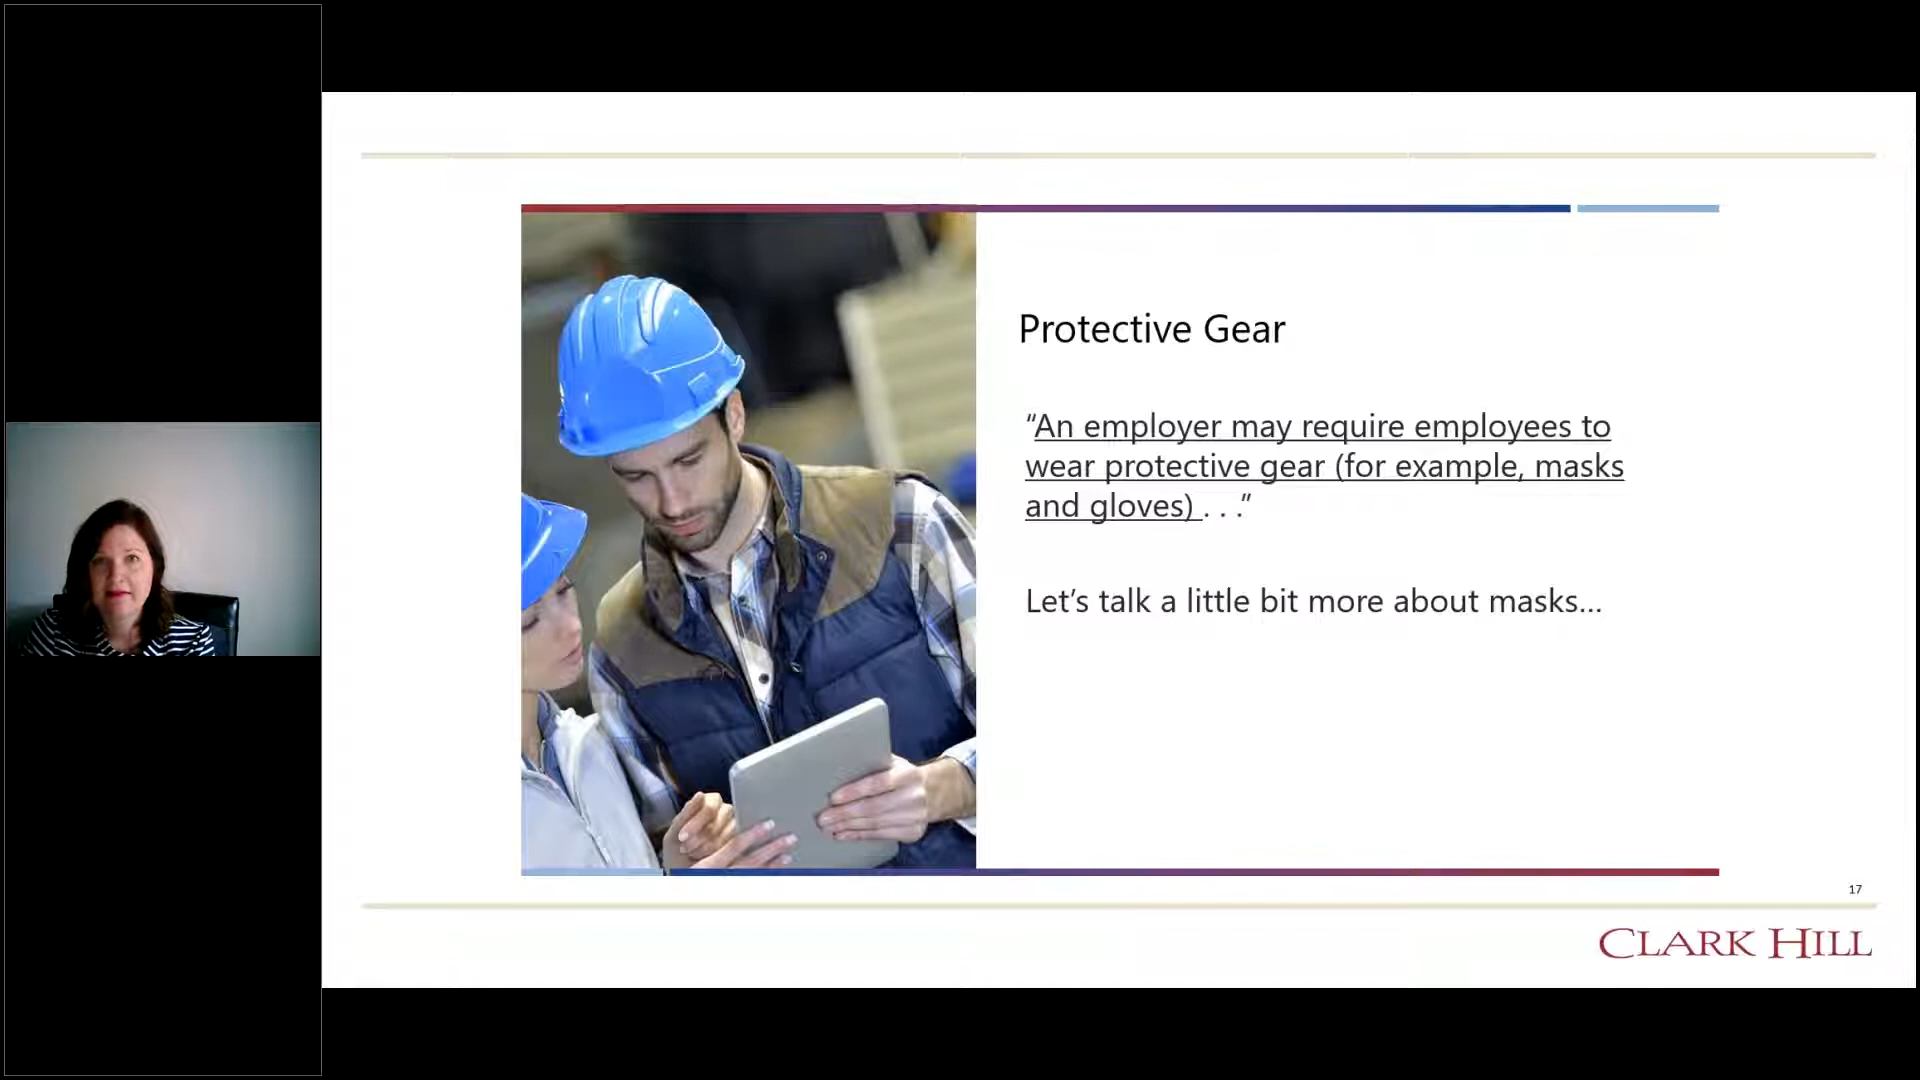 Protective Gear
“An employer may require employees to
wear protective gear (for example, masks
and gloves) . . .”
Let’s talk a little bit more about masks...
17
CLARK HILL